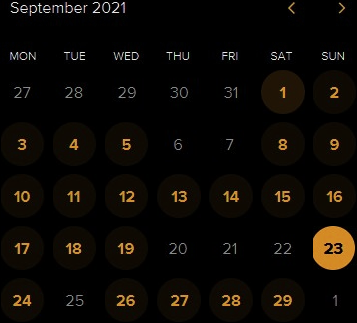 September 2021
MON TUE WED THU FRI SAT SUN
27 28 29 30 31 1 2
3 4 5 6 7 8 9
10 11 12 13 14 15 16
17 18 19 20 21 22 23
24 25 26 27 28 29 1